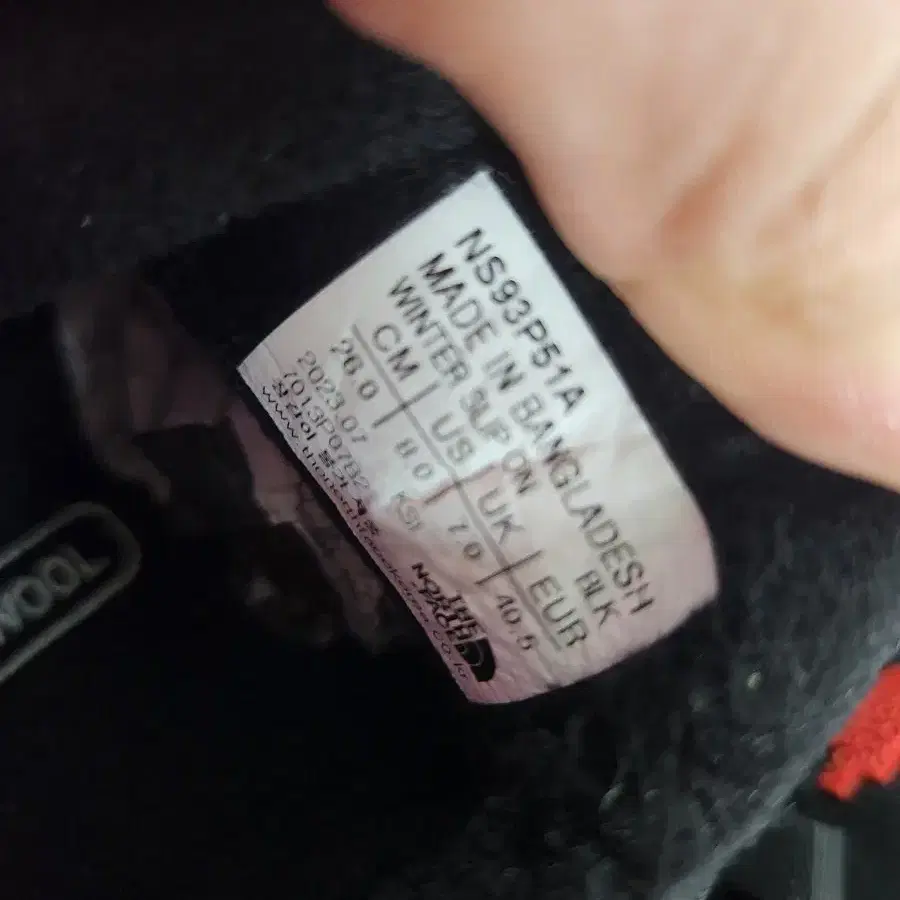 NS93P51A
MADE IN BANGLADESH
WINTER SLIP ON BLK
CM US UK EUR
26.0 8.0 7.0 40.5
2023.07 KSI
THE
NORTH
FACE
WOOL